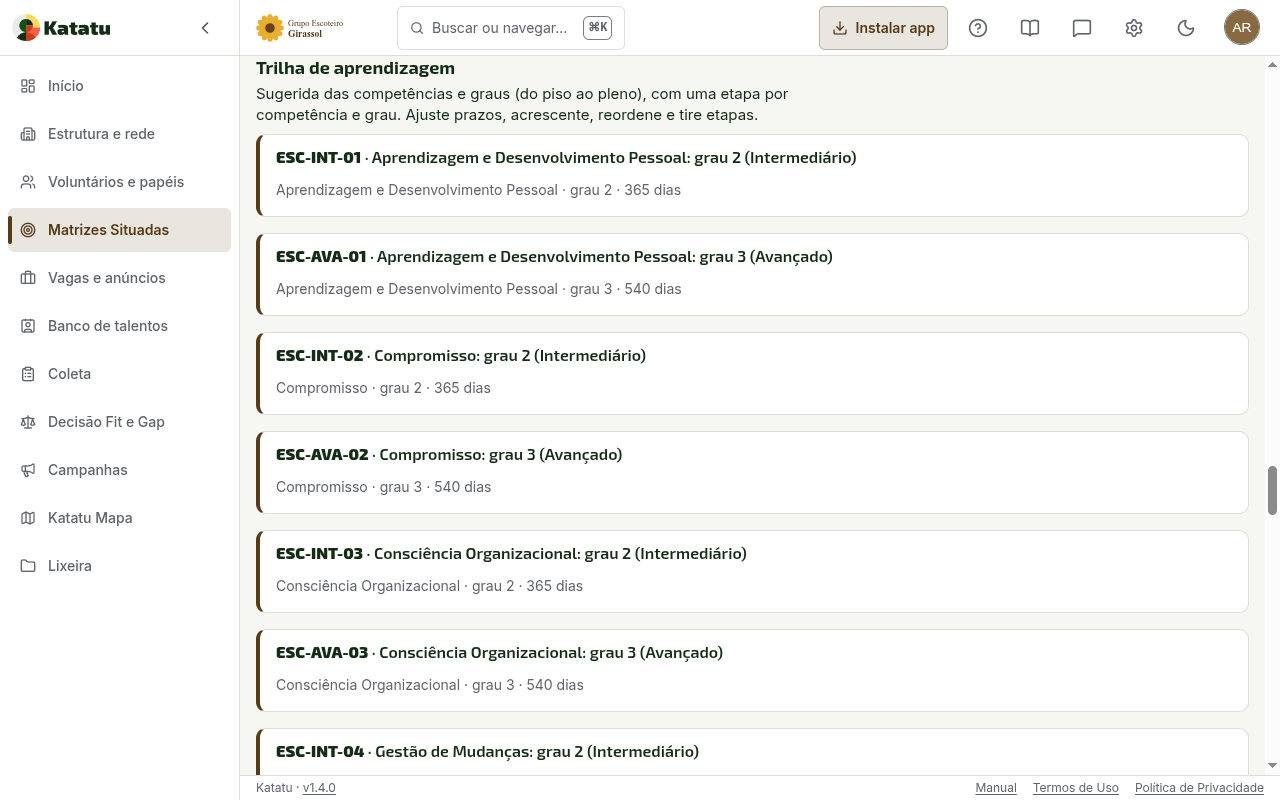 Katatu
Grupo Escoteiro
Girassol
Buscar ou navegar...
⌘K
Instalar app
AR
Início
Estrutura e rede
Voluntários e papéis
Matrizes Situadas
Vagas e anúncios
Banco de talentos
Coleta
Decisão Fit e Gap
Campanhas
Katatu Mapa
Lixeira
Trilha de aprendizagem
Sugerida das competências e graus (do piso ao pleno), com uma etapa por
competência e grau. Ajuste prazos, acrescente, reordene e tire etapas.
ESC-INT-01 · Aprendizagem e Desenvolvimento Pessoal: grau 2 (Intermediário)
Aprendizagem e Desenvolvimento Pessoal · grau 2 · 365 dias
ESC-AVA-01 · Aprendizagem e Desenvolvimento Pessoal: grau 3 (Avançado)
Aprendizagem e Desenvolvimento Pessoal · grau 3 · 540 dias
ESC-INT-02 · Compromisso: grau 2 (Intermediário)
Compromisso · grau 2 · 365 dias
ESC-AVA-02 · Compromisso: grau 3 (Avançado)
Compromisso · grau 3 · 540 dias
ESC-INT-03 · Consciência Organizacional: grau 2 (Intermediário)
Consciência Organizacional · grau 2 · 365 dias
ESC-AVA-03 · Consciência Organizacional: grau 3 (Avançado)
Consciência Organizacional · grau 3 · 540 dias
ESC-INT-04 · Gestão de Mudanças: grau 2 (Intermediário)
Katatu · v1.4.0
Manual
Termos de Uso
Política de Privacidade